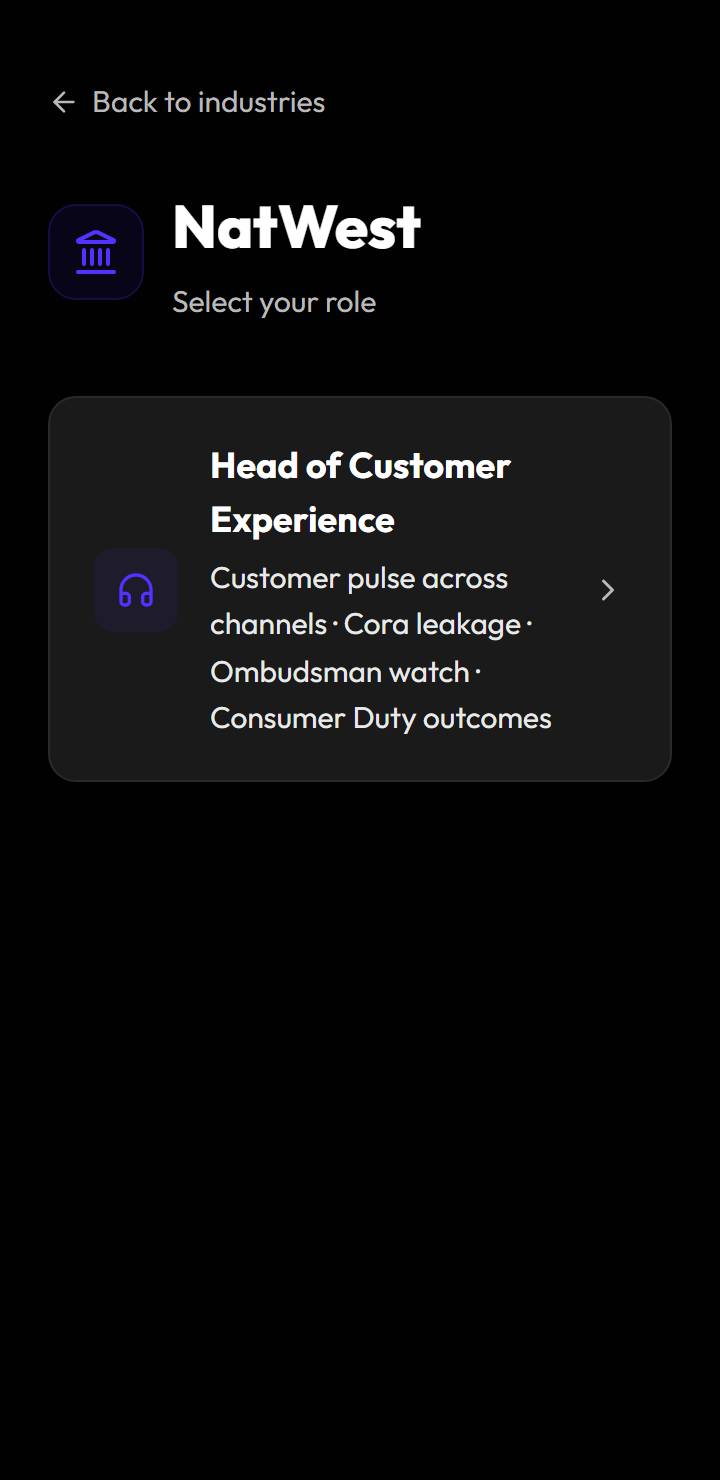 Back to industries
NatWest
Select your role
Head of Customer
Experience
Customer pulse across
channels · Cora leakage ·
Ombudsman watch ·
Consumer Duty outcomes